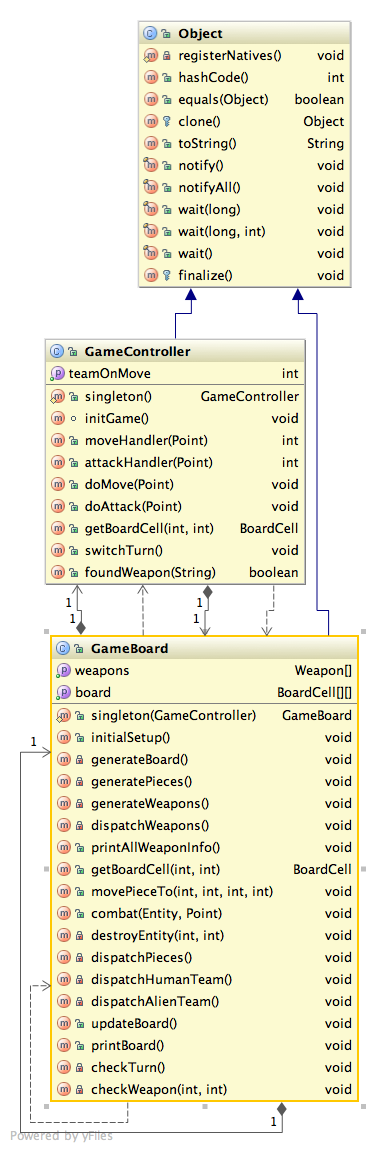 Object
registerNatives() void
hashCode() int
equals(Object) boolean
clone() Object
toString() String
notify() void
notifyAll() void
wait(long) void
wait(long, int) void
wait() void
finalize() void
GameController
teamOnMove int
singleton() GameController
initGame() void
moveHandler(Point) int
attackHandler(Point) int
doMove(Point) void
doAttack(Point) void
getBoardCell(int, int) BoardCell
switchTurn() void
foundWeapon(String) boolean
1 1
1 1
GameBoard
weapons Weapon[]
board BoardCell[][]
singleton(GameController) GameBoard
initialSetup() void
1
generateBoard() void
generatePieces() void
generateWeapons() void
dispatchWeapons() void
printAllWeaponInfo() void
getBoardCell(int, int) BoardCell
movePieceTo(int, int, int, int) void
combat(Entity, Point) void
destroyEntity(int, int) void
dispatchPieces() void
dispatchHumanTeam() void
dispatchAlienTeam() void
updateBoard() void
printBoard() void
checkTurn() void
checkWeapon(int, int) void
1
Powered by yFiles